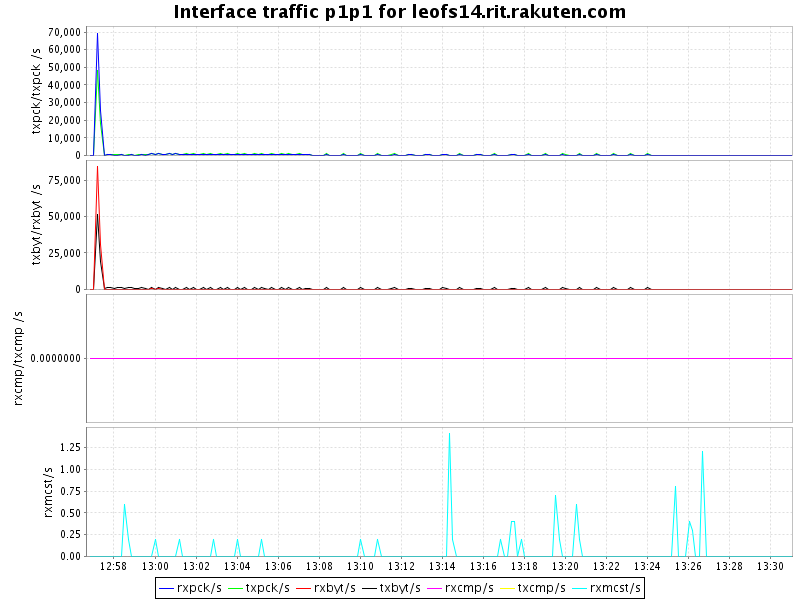 Interface traffic p1p1 for leofs14.rit.rakuten.com
txpck/txpck /s
70,000
60,000
50,000
40,000
30,000
20,000
10,000
0
txbyt/rxbyt /s
75,000
50,000
25,000
0
rxcmp/txcmp /s
0.0000000
rxmcst/s
1.25
1.00
0.75
0.50
0.25
0.00
12:58 13:00 13:02 13:04 13:06 13:08 13:10 13:12 13:14 13:16 13:18 13:20 13:22 13:24 13:26 13:28 13:30
rxpck/s txpck/s rxbyt/s txbyt/s rxcmp/s txcmp/s rxmcst/s